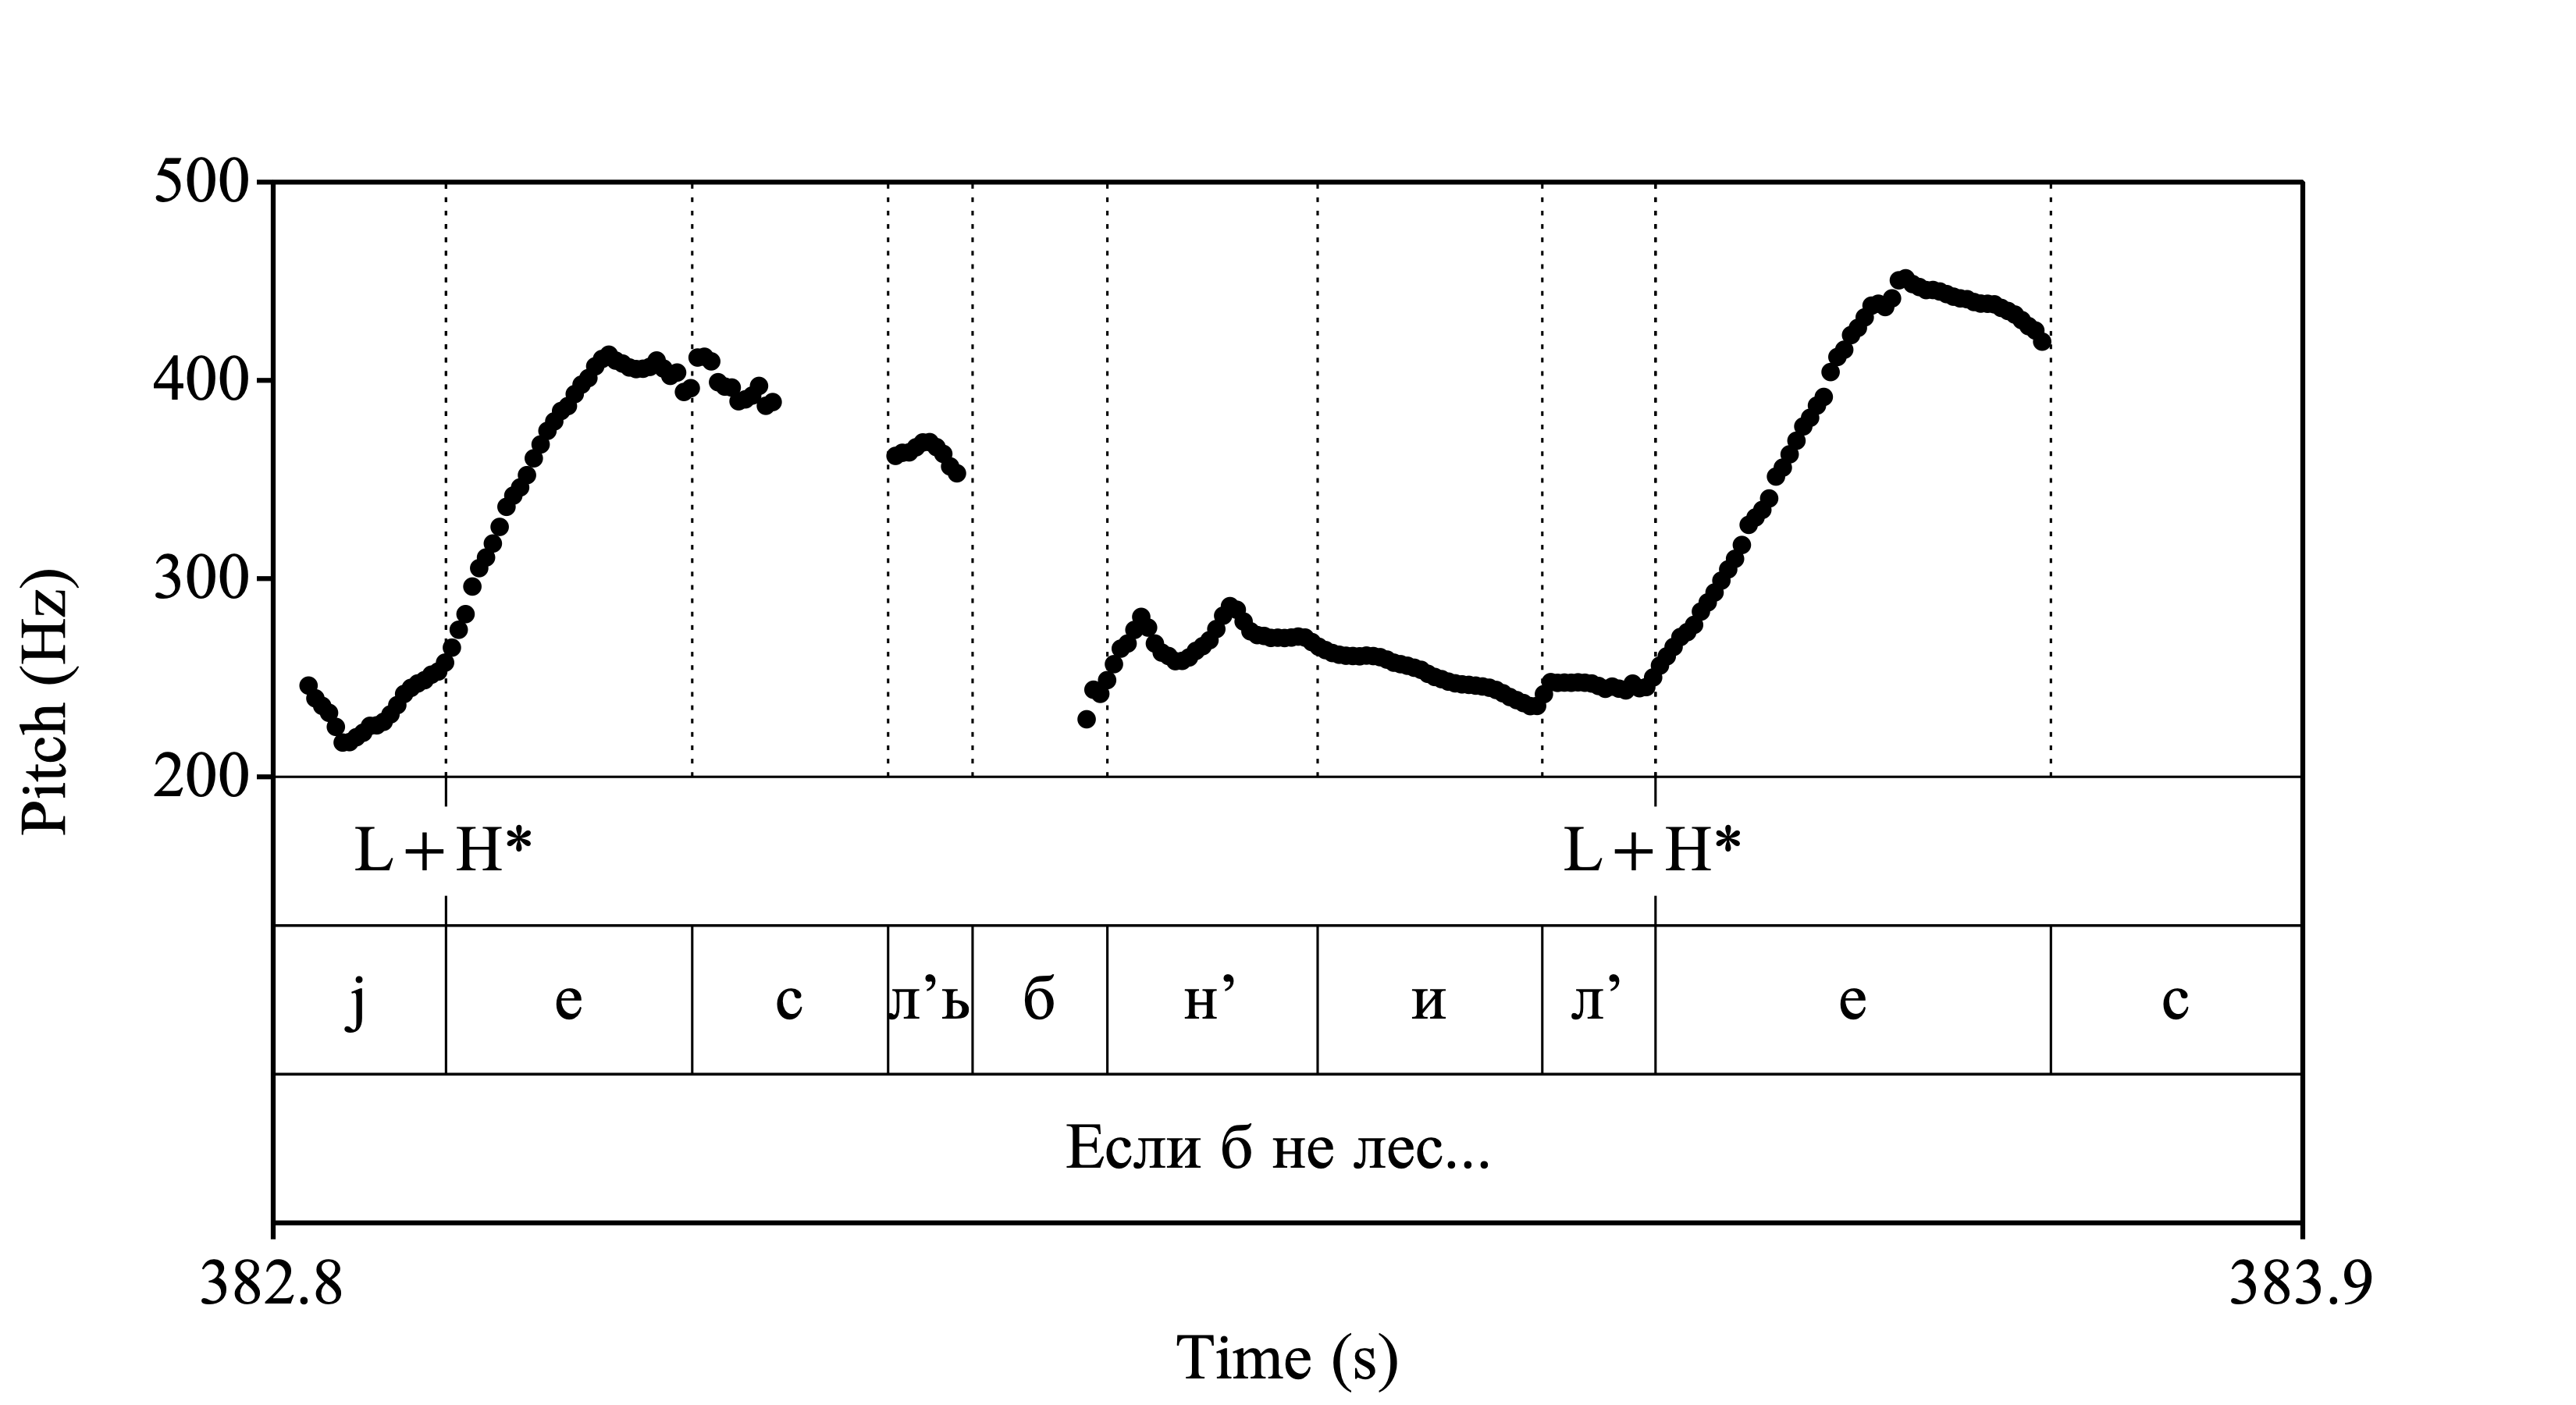 500
400
300
200
Pitch (Hz)
L+H* L+H*
j е с л’ь б н’ и л’ е с
Если б не лес...
382.8 383.9
Time (s)